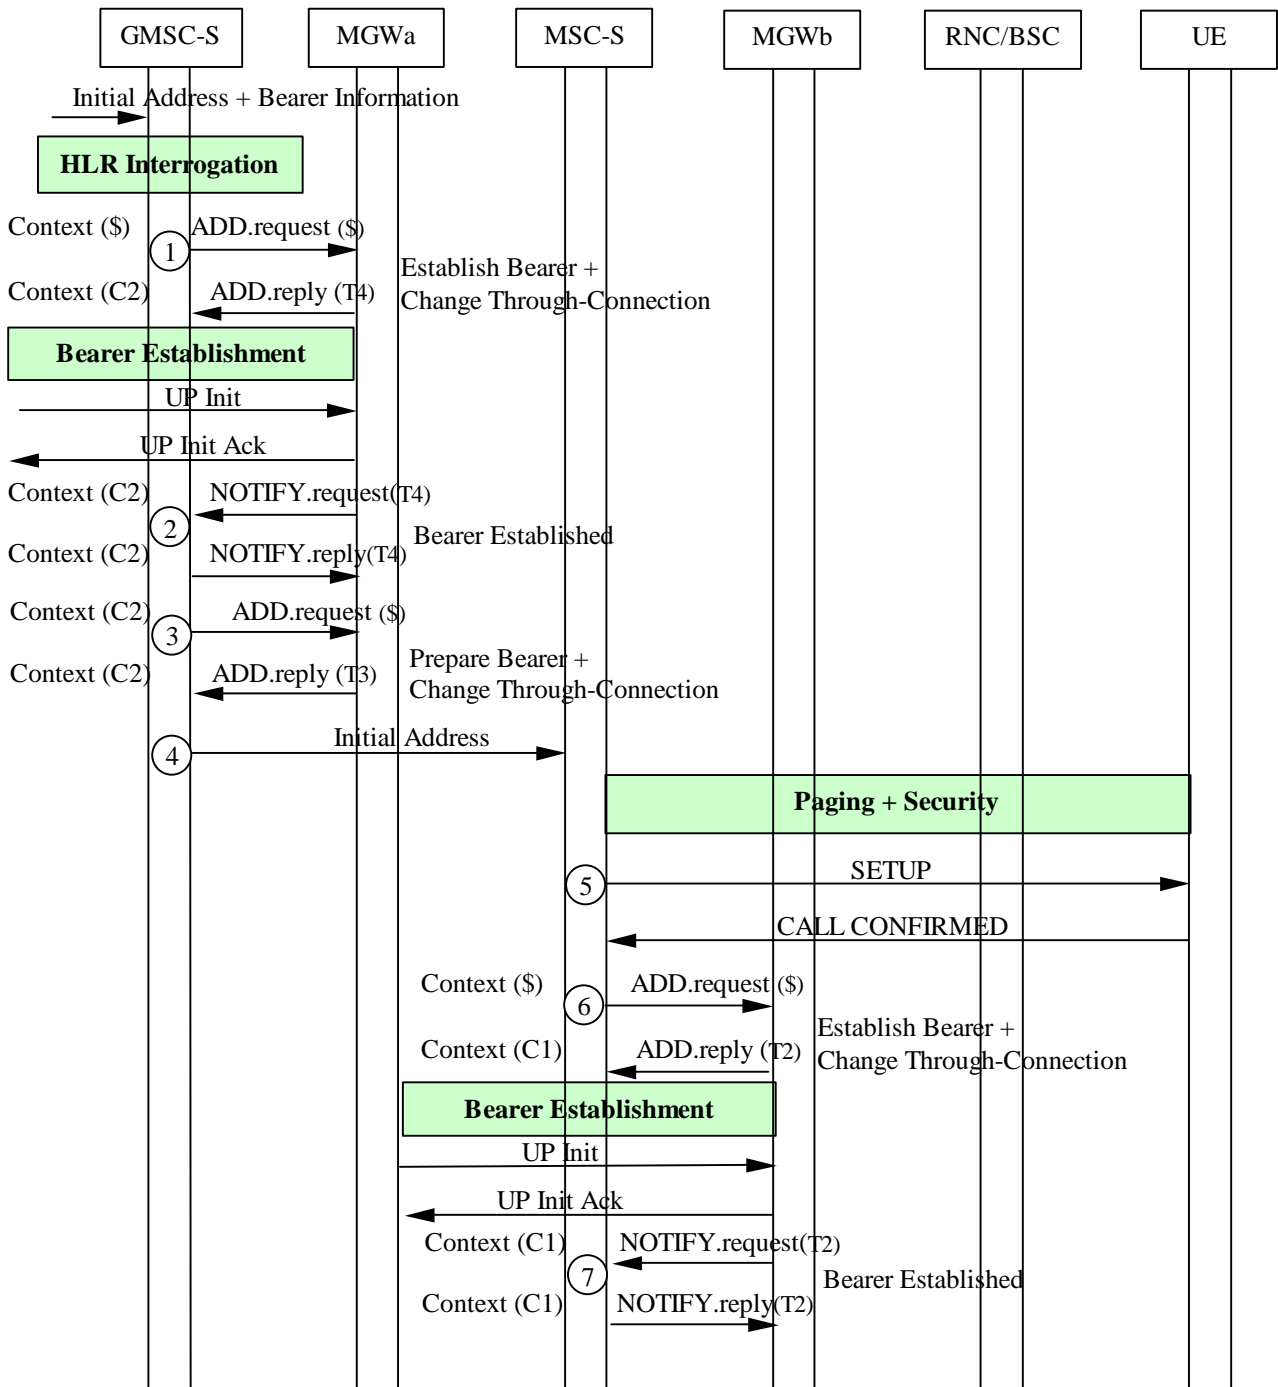 GMSC-S
MGWa
MSC-S
MGWb
RNC/BSC
UE
Initial Address + Bearer Information
HLR Interrogation
Context ($)
1
ADD.request ($)
Establish Bearer +
Change Through-Connection
Context (C2)
ADD.reply (T4)
Bearer Establishment
UP Init
UP Init Ack
Context (C2)
NOTIFY.request(T4)
2
Bearer Established
Context (C2)
NOTIFY.reply(T4)
Context (C2)
ADD.request ($)
3
Prepare Bearer +
Change Through-Connection
Context (C2)
ADD.reply (T3)
Initial Address
4
Paging + Security
SETUP
5
CALL CONFIRMED
Context ($)
ADD.request ($)
6
Establish Bearer +
Change Through-Connection
Context (C1)
ADD.reply (T2)
Bearer Establishment
UP Init
UP Init Ack
Context (C1)
NOTIFY.request(T2)
7
Bearer Established
Context (C1)
NOTIFY.reply(T2)